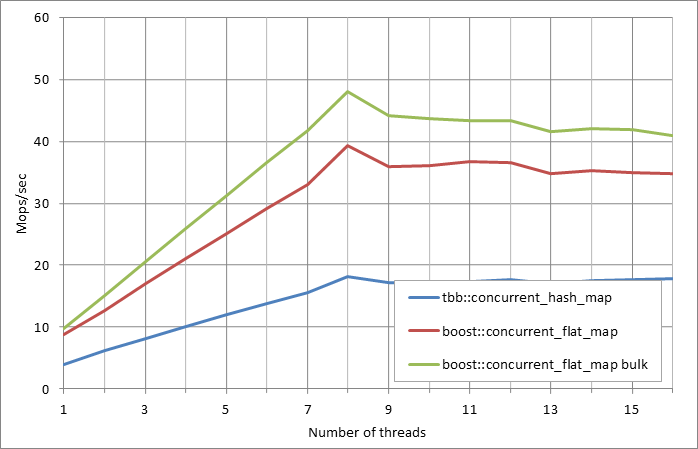 60
50
40
30
20
10
0
Mops/sec
tbb::concurrent_hash_map
boost::concurrent_flat_map
boost::concurrent_flat_map bulk
1 3 5 7 9 11 13 15
Number of threads